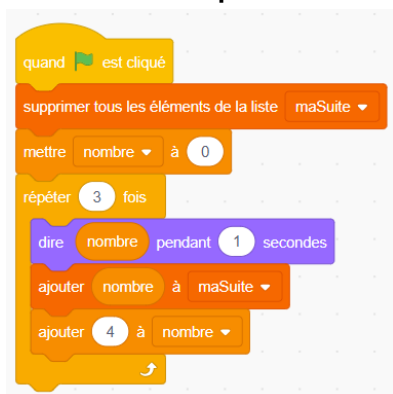 quand est cliqué
supprimer tous les éléments de la liste maSuite
mettre nombre à 0
répéter 3 fois
dire nombre pendant 1 secondes
ajouter nombre à maSuite
ajouter 4 à nombre